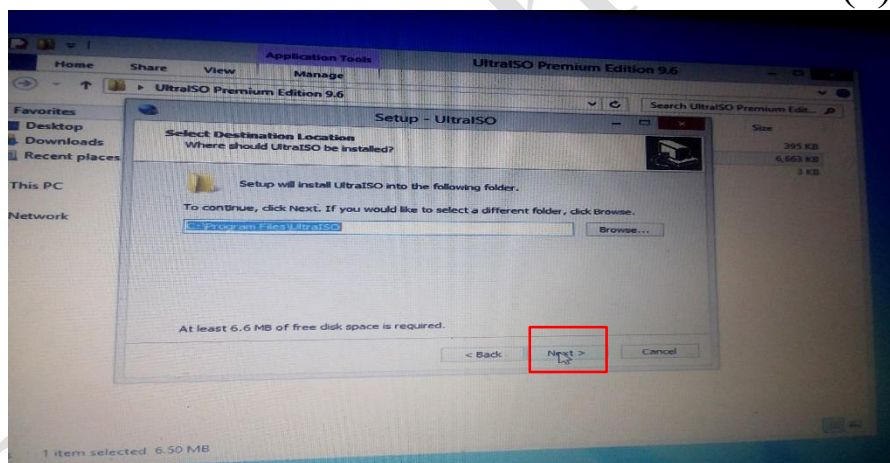 Application Tools
UltraISO Premium Edition 9.6
Home Share View Manage
UltraISO Premium Edition 9.6
Search UltraISO Premium Edit...
Favorites
Desktop
Downloads
Recent places
This PC
Network
Size
395 KB
6,663 KB
3 KB
Setup - UltraISO
Select Destination Location
Where should UltraISO be installed?
Setup will install UltraISO into the following folder.
To continue, click Next. If you would like to select a different folder, click Browse.
C:\Program Files\UltraISO
Browse...
At least 6.6 MB of free disk space is required.
< Back Next > Cancel
1 item selected 6.50 MB